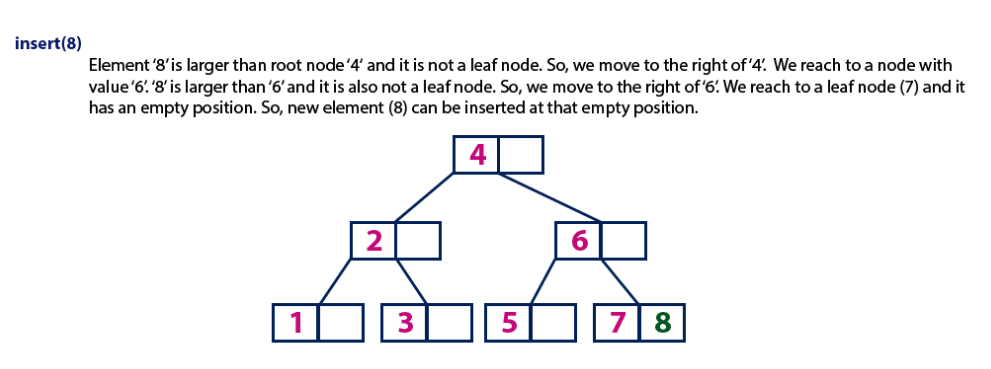 insert(8)
Element ‘8’ is larger than root node ‘4’ and it is not a leaf node. So, we move to the right of ‘4’. We reach to a node with
value ‘6’. ‘8’ is larger than ‘6’ and it is also not a leaf node. So, we move to the right of ‘6’. We reach to a leaf node (7) and it
has an empty position. So, new element (8) can be inserted at that empty position.
4
2 6
1 3 5 7 8